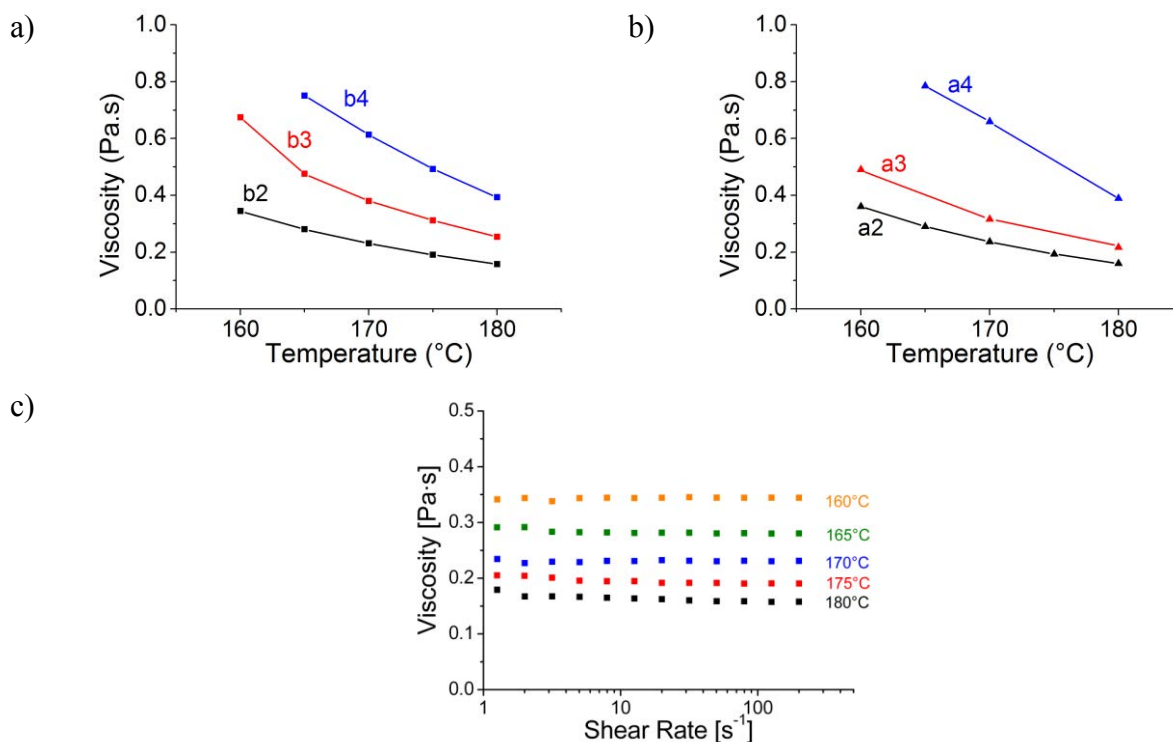 a)
1.0
0.8
0.6
0.4
0.2
0.0
Viscosity (Pa.s)
b4
b3
b2
160
170
180
Temperature (°C)
b)
1.0
0.8
0.6
0.4
0.2
0.0
Viscosity (Pa.s)
a4
a3
a2
160
170
180
Temperature (°C)
c)
0.5
0.4
0.3
0.2
0.1
0.0
Viscosity [Pa·s]
160°C
165°C
170°C
175°C
180°C
1
10
100
Shear Rate [s⁻¹]